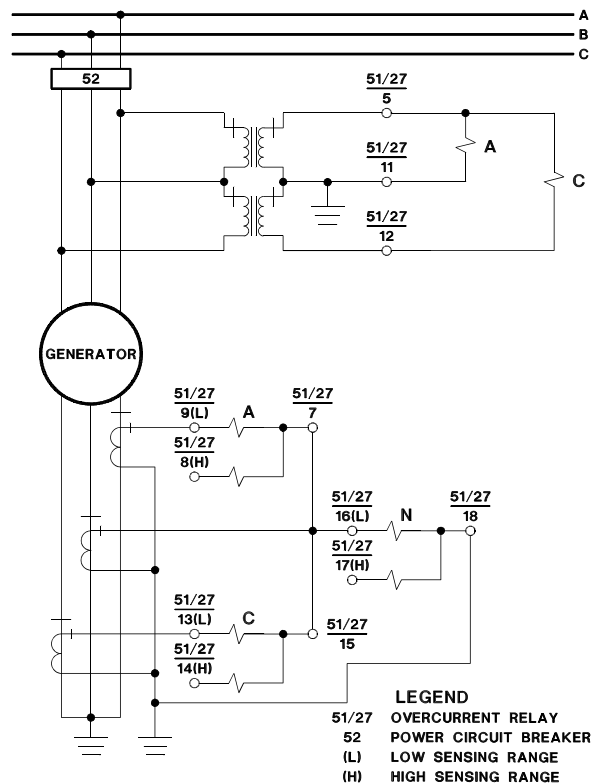 A
B
C
52
51/27
5
51/27
11
A
C
51/27
12
GENERATOR
51/27
9(L)
A
51/27
7
51/27
8(H)
51/27
16(L)
N
51/27
18
51/27
17(H)
51/27
13(L)
C
51/27
15
51/27
14(H)
LEGEND
51/27 OVERCURRENT RELAY
52 POWER CIRCUIT BREAKER
(L) LOW SENSING RANGE
(H) HIGH SENSING RANGE